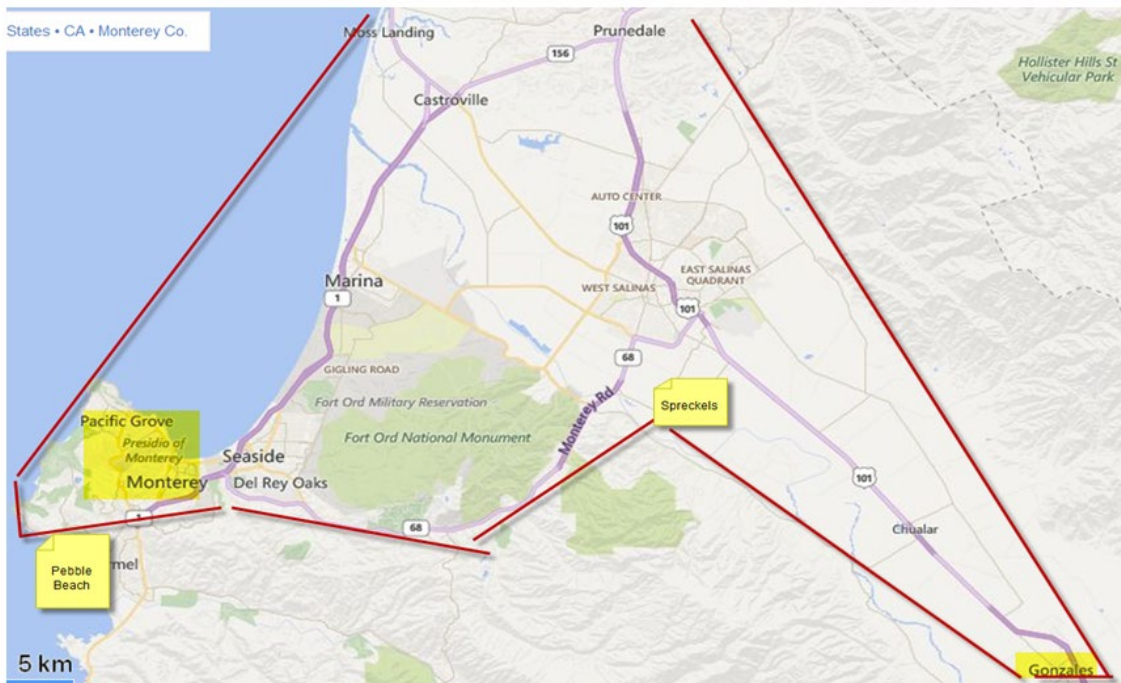 States • CA • Monterey Co.
Moss Landing
Prunedale
156
Hollister Hills St
Vehicular Park
Castroville
AUTO CENTER
101
EAST SALINAS
QUADRANT
Marina
WEST SALINAS
1
101
68
GIGLING ROAD
Fort Ord Military Reservation
Monterey Rd
Spreckels
Pacific Grove
Presidio of
Monterey
Fort Ord National Monument
Seaside
Monterey
Del Rey Oaks
101
1
68
Chualar
Pebble
Beach
mel
5 km
Gonzales